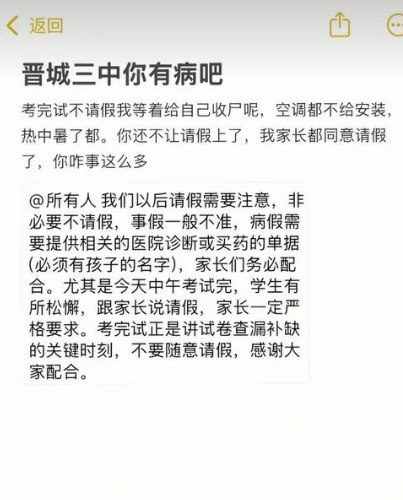 返回
晋城三中你有病吧
考完试不请假我等着给自己收尸呢，空调都不给安装，
热中暑了都。你还不让请假上了，我家长都同意请假
了，你咋事这么多
@所有人 我们以后请假需要注意，非
必要不请假，事假一般不准，病假需
要提供相关的医院诊断或买药的单据
(必须有孩子的名字)，家长们务必配
合。尤其是今天中午考试完，学生有
所松懈，跟家长说请假，家长一定严
格要求。考完试正是讲试卷查漏补缺
的关键时刻，不要随意请假，感谢大
家配合。